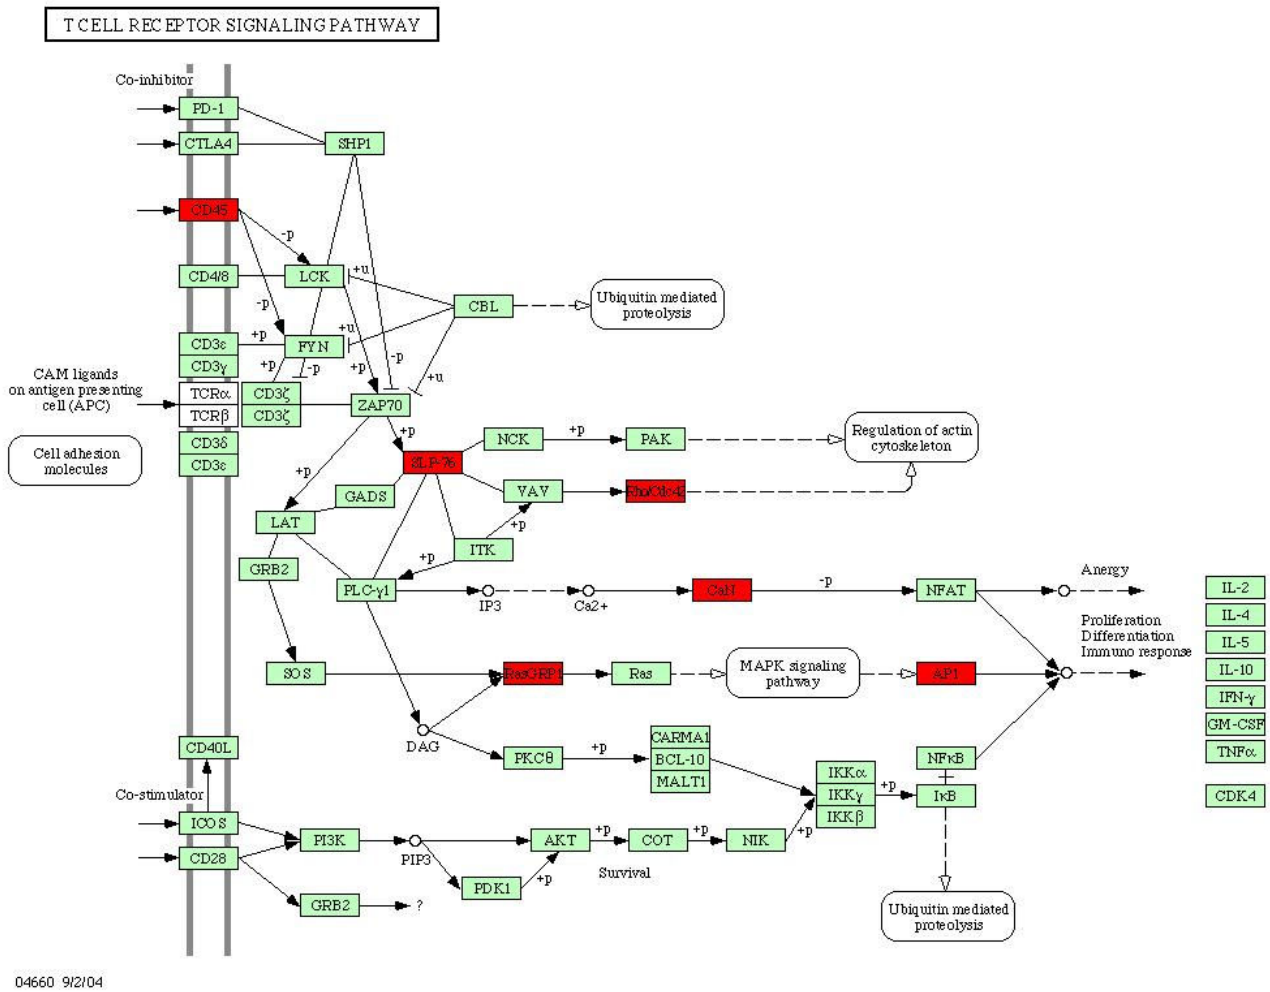 T CELL RECEPTOR SIGNALING PATHWAY
Co-inhibitor
PD-1
CTLA4
SHP1
CD45
-p
CD4/8
LCK
+u
CBL
Ubiquitin mediated
proteolysis
-p
CD3ε
+p
FYN
+u
CD3γ
+p
-p
+p
-p
+u
CAM ligands
on antigen presenting
cell (APC)
TCRα
CD3ζ
TCRβ
CD3ζ
ZAP70
Cell adhesion
molecules
CD3δ
CD3ε
+p
+p
SLP-76
NCK
+p
PAK
Regulation of actin
cytoskeleton
GADS
VAV
Rho/Cdc42
LAT
+p
ITK
GRB2
+p
PLC-γ1
IP3
Ca2+
CaN
-p
NFAT
Anergy
Proliferation
Differentiation
Immuno response
SOS
RasGRP1
Ras
MAPK signaling
pathway
AP1
DAG
PKCθ
+p
CARMA1
BCL-10
MALT1
IKKα
IKKγ
IKKβ
+p
NFκB
IκB
CD40L
Co-stimulator
ICOS
CD28
PI3K
PIP3
AKT
+p
COT
+p
NIK
+p
PDK1
+p
Survival
GRB2
?
Ubiquitin mediated
proteolysis
IL-2
IL-4
IL-5
IL-10
IFN-γ
GM-CSF
TNFα
CDK4
04660 9/2/04